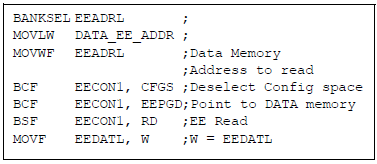 BANKSEL EEADRL ;
MOVLW DATA_EE_ADDR ;
MOVWF EEADRL ;Data Memory
;Address to read
BCF EECON1, CFGS ;Deselect Config space
BCF EECON1, EEPGD;Point to DATA memory
BSF EECON1, RD ;EE Read
MOVF EEDATL, W ;W = EEDATL